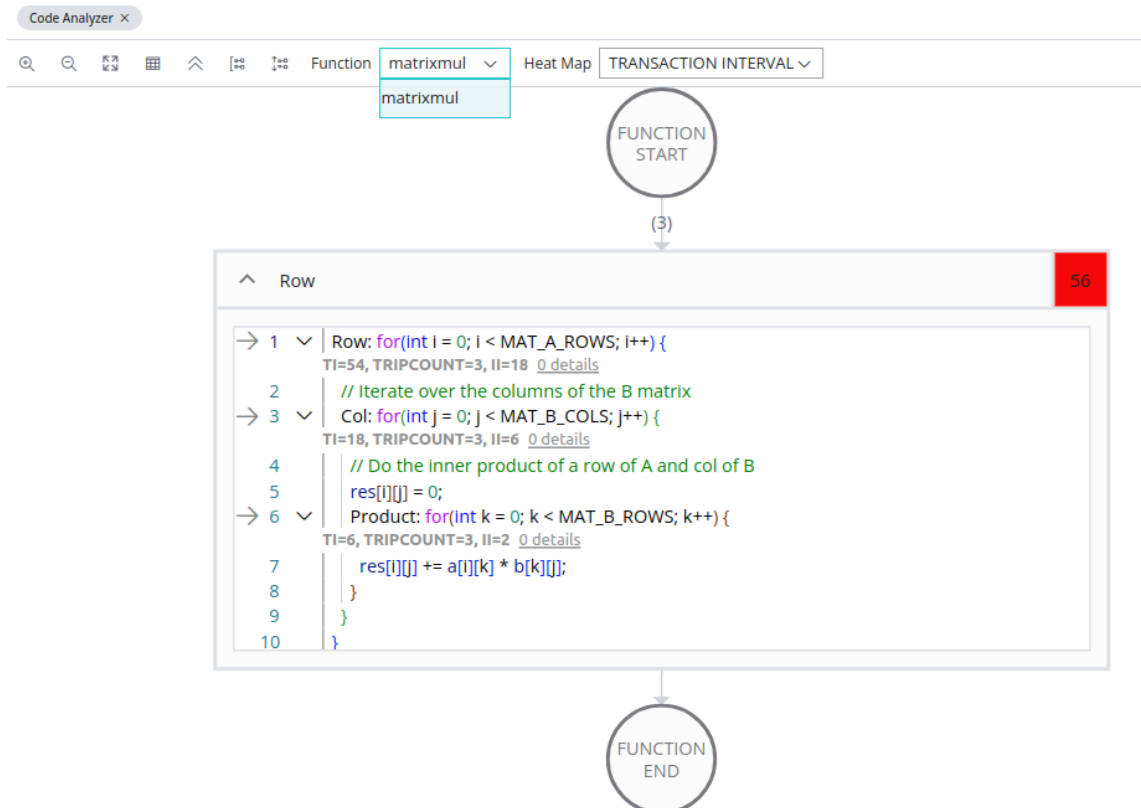 Code Analyzer ×
Function matrixmul Heat Map TRANSACTION INTERVAL
matrixmul
FUNCTION
START
(3)
Row 56
1 Row: for(int i = 0; i < MAT_A_ROWS; i++) {
TI=54, TRIPCOUNT=3, II=18 0 details
2 // Iterate over the columns of the B matrix
3 Col: for(int j = 0; j < MAT_B_COLS; j++) {
TI=18, TRIPCOUNT=3, II=6 0 details
4 // Do the inner product of a row of A and col of B
5 res[i][j] = 0;
6 Product: for(int k = 0; k < MAT_B_ROWS; k++) {
TI=6, TRIPCOUNT=3, II=2 0 details
7 res[i][j] += a[i][k] * b[k][j];
8 }
9 }
10 }
FUNCTION
END